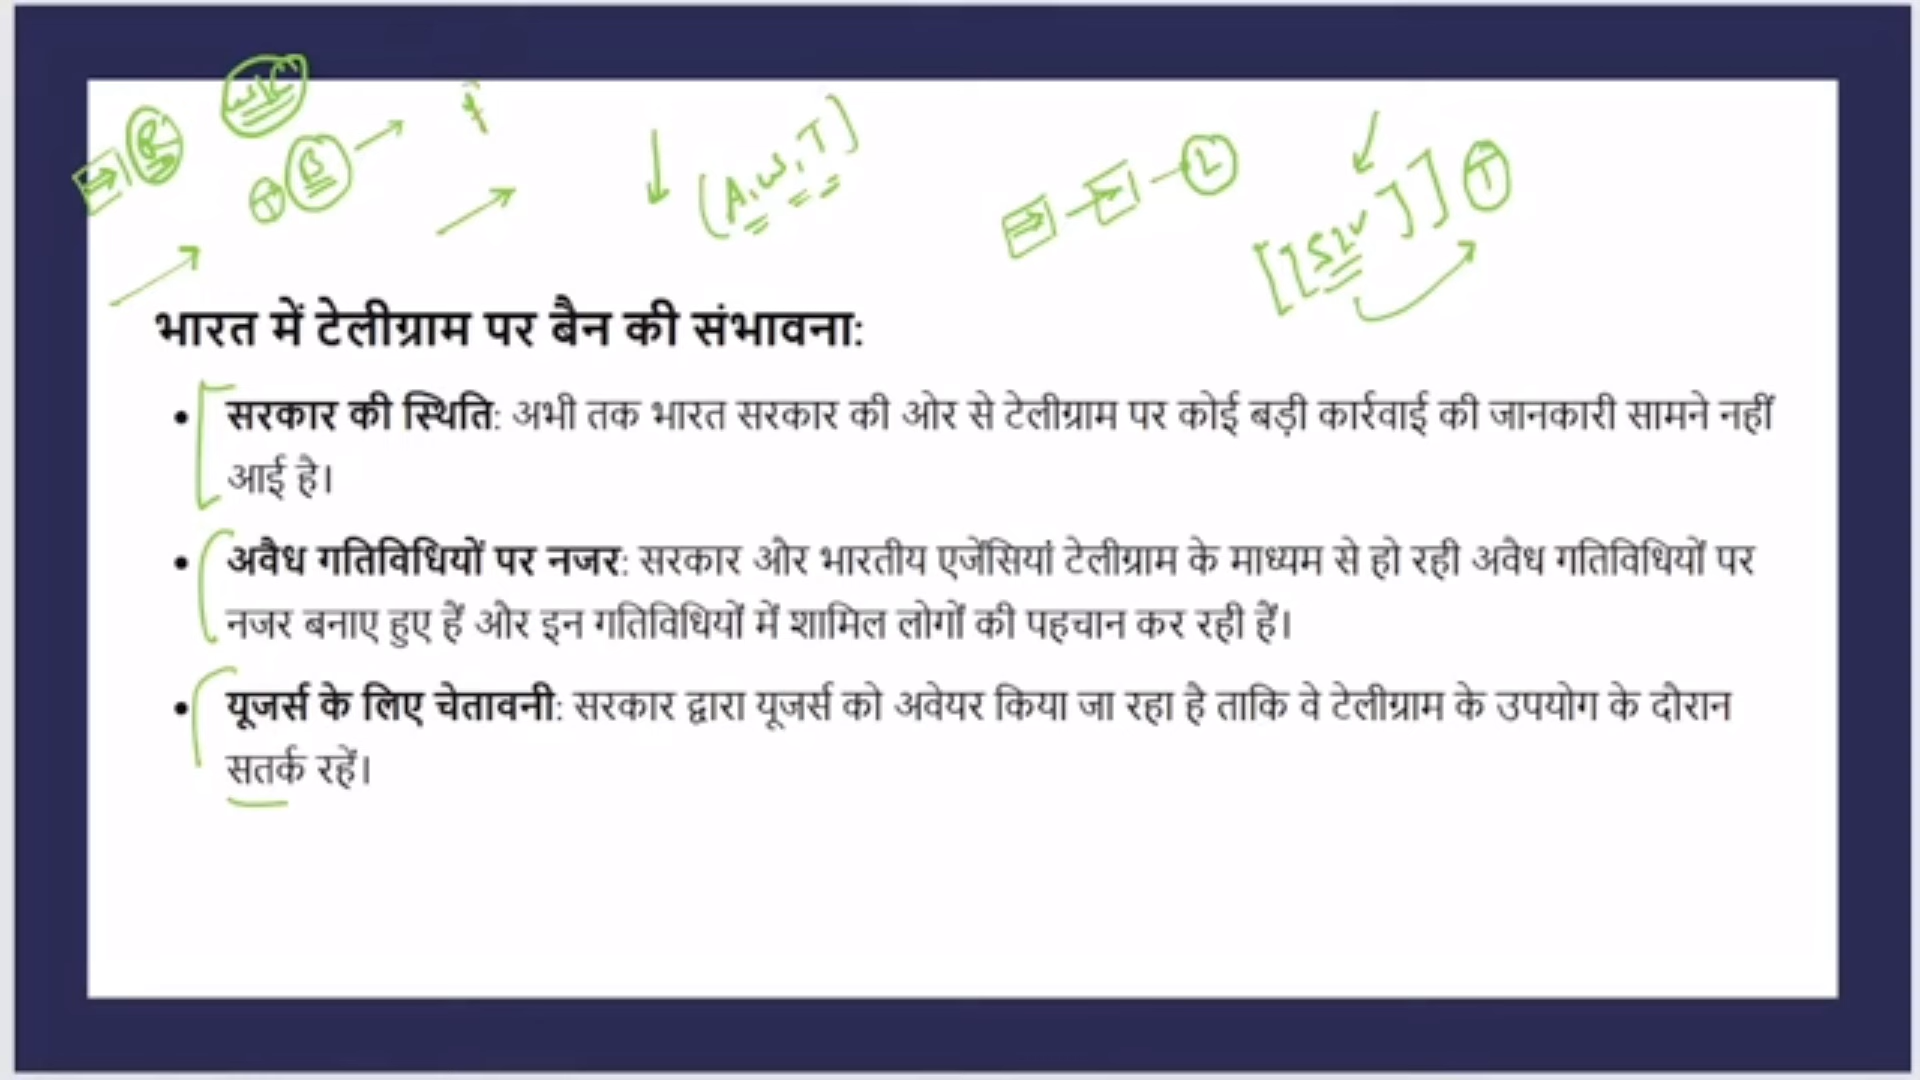 (A, W, T)
L
T
भारत में टेलीग्राम पर बैन की संभावना:
• सरकार की स्थिति: अभी तक भारत सरकार की ओर से टेलीग्राम पर कोई बड़ी कार्रवाई की जानकारी सामने नहीं
आई है।
• अवैध गतिविधियों पर नजर: सरकार और भारतीय एजेंसियां टेलीग्राम के माध्यम से हो रही अवैध गतिविधियों पर
नजर बनाए हुए हैं और इन गतिविधियों में शामिल लोगों की पहचान कर रही हैं।
• यूजर्स के लिए चेतावनी: सरकार द्वारा यूजर्स को अवेयर किया जा रहा है ताकि वे टेलीग्राम के उपयोग के दौरान
सतर्क रहें।